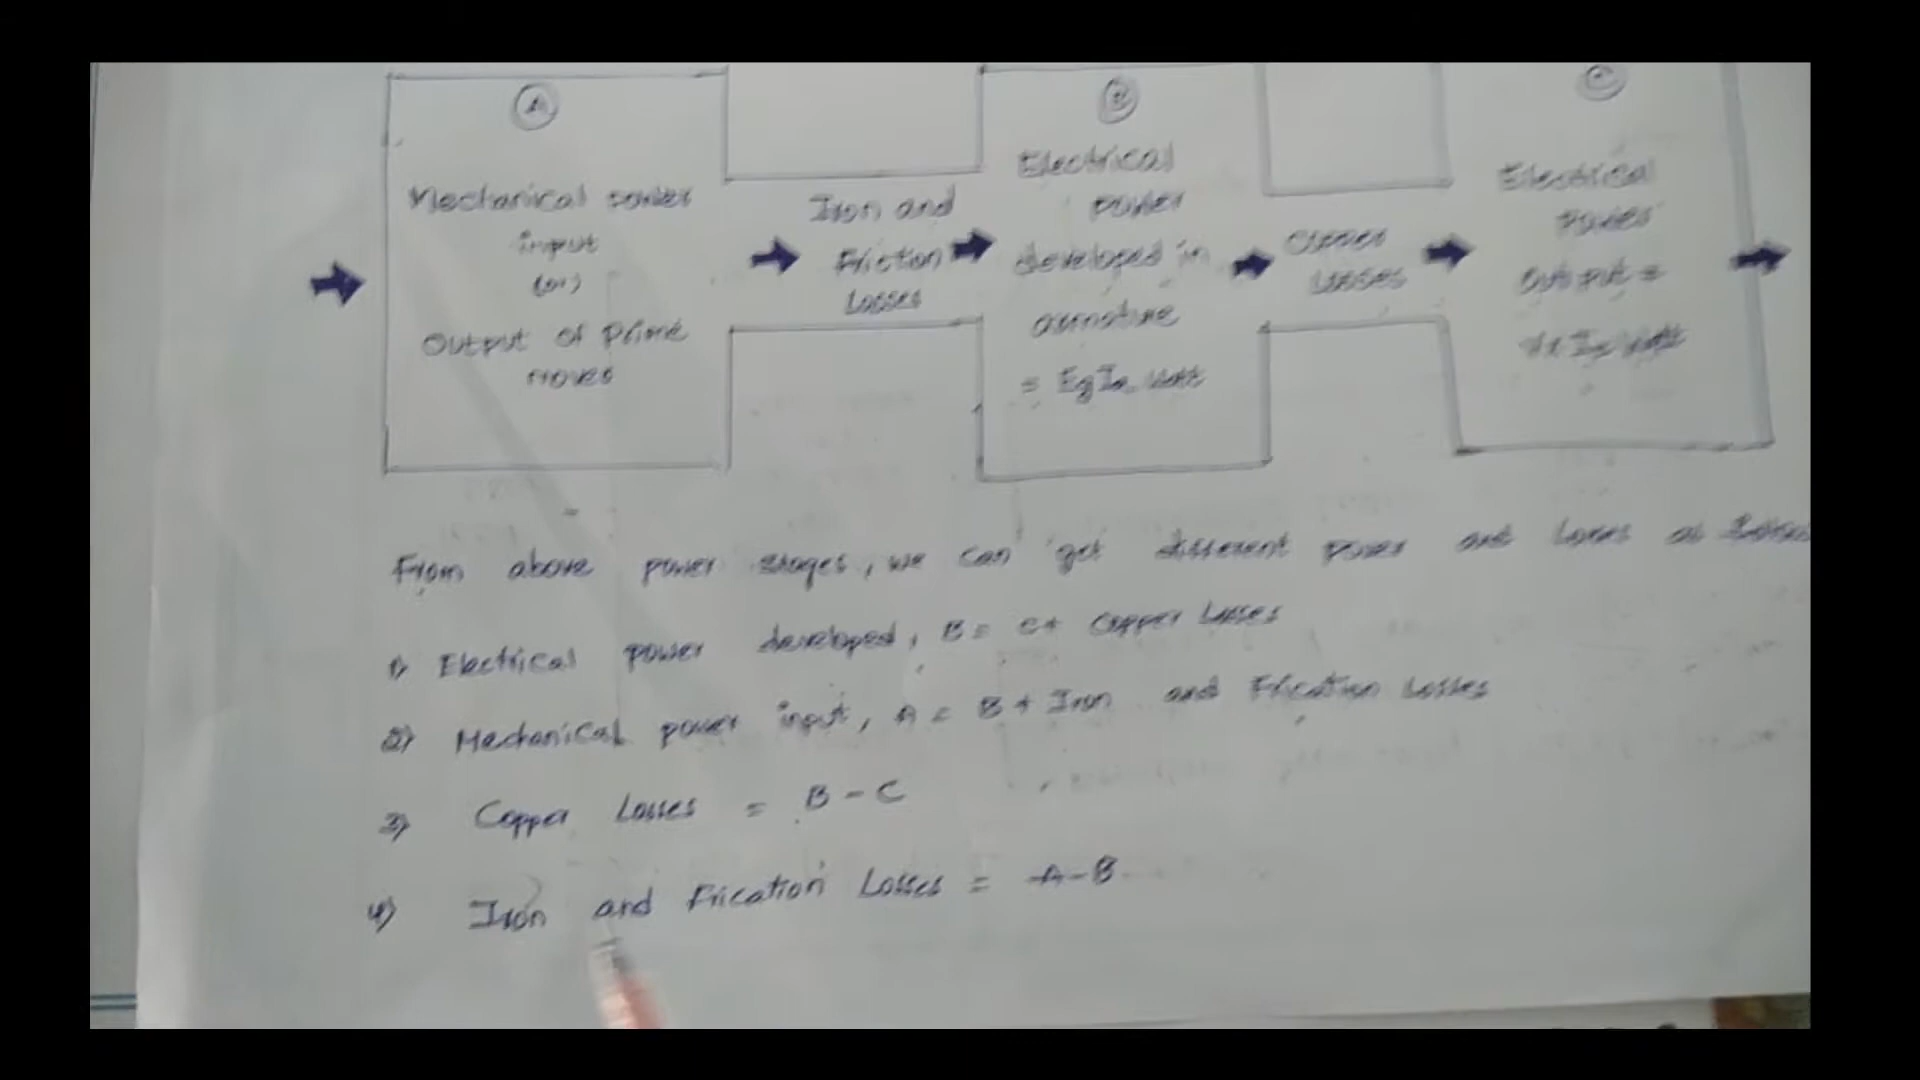 A
Mechanical power
input
(or)
Output of Prime
mover
Iron and
Friction
Losses
B
Electrical
power
developed in
armature
= EgIa watt
Copper
Losses
C
Electrical
Power
Output =
From above power stages, we can get different power and Losses as
1) Electrical power developed, B = C+ Copper Losses
2) Mechanical power input, A = B + Iron and Frication Losses
3) Copper Losses = B - C
4) Iron and Frication Losses = A-B